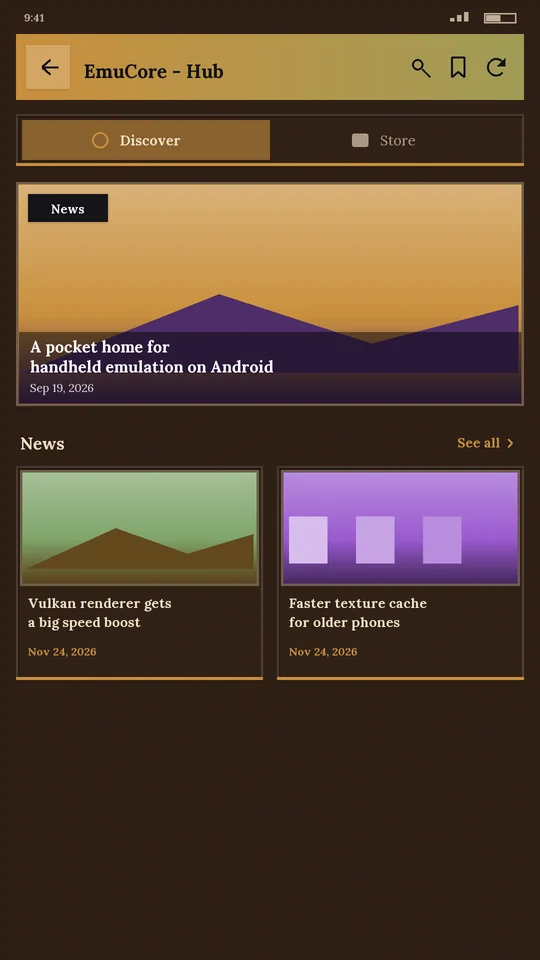 9:41
EmuCore - Hub
Discover
Store
News
A pocket home for
handheld emulation on Android
Sep 19, 2026
News
See all
Vulkan renderer gets
a big speed boost
Nov 24, 2026
Faster texture cache
for older phones
Nov 24, 2026